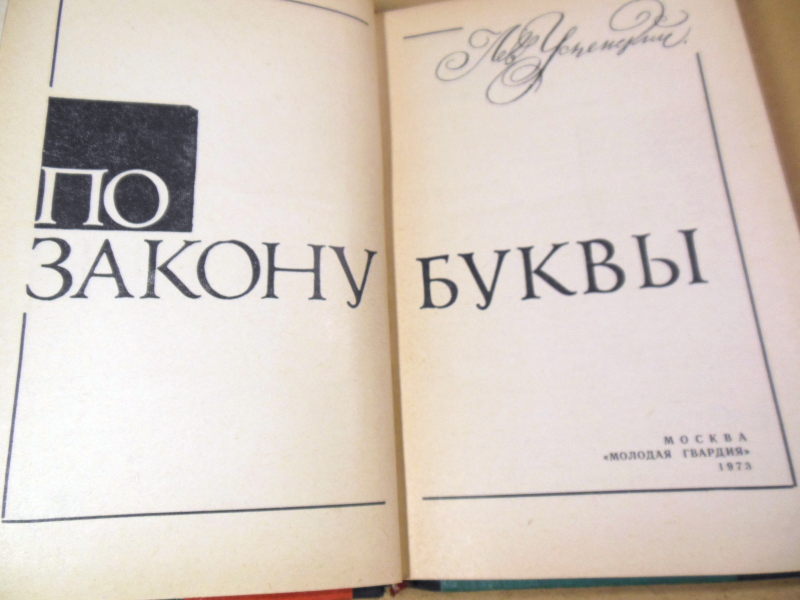 Лев Успенский.
ПО
ЗАКОНУ БУКВЫ
МОСКВА
«МОЛОДАЯ ГВАРДИЯ»
1973